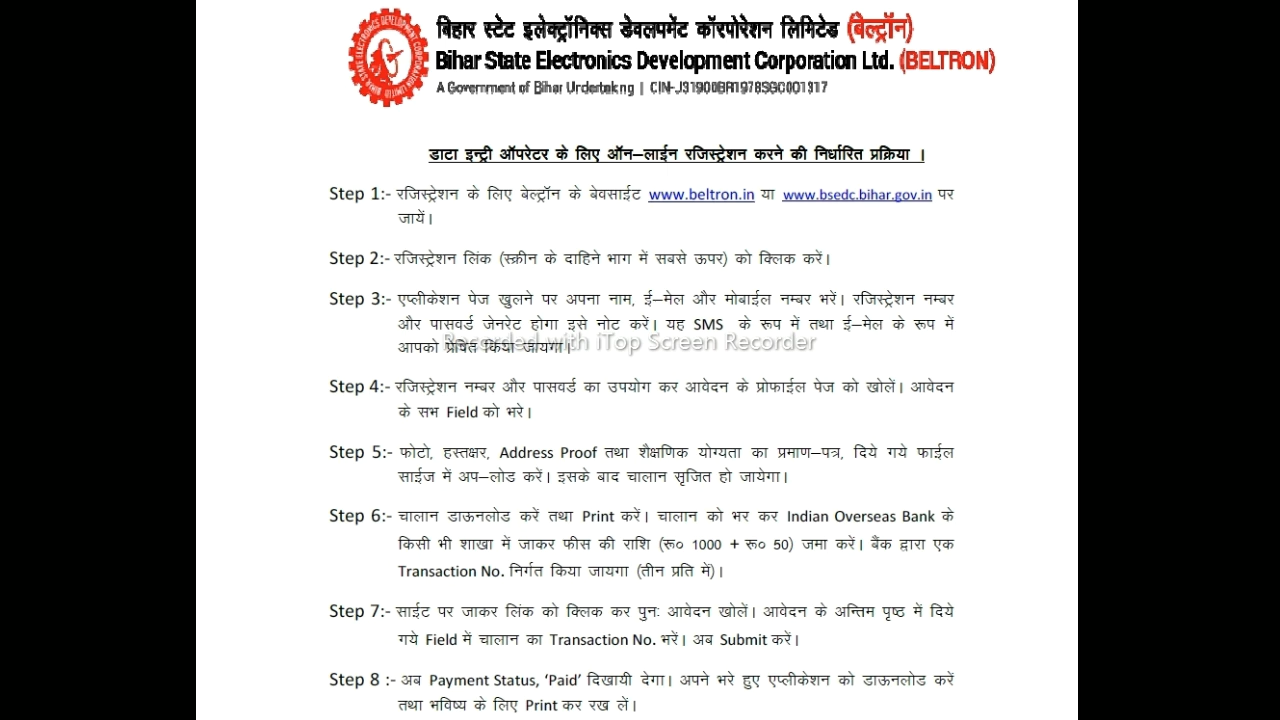 बिहार स्टेट इलेक्ट्रॉनिक्स डेवलपमेंट कॉरपोरेशन लिमिटेड (बेल्ट्रॉन)
Bihar State Electronics Development Corporation Ltd. (BELTRON)
A Government of Bihar Undertaking | CIN-J31900BR1978SGC001317
डाटा इन्ट्री ऑपरेटर के लिए ऑन–लाईन रजिस्ट्रेशन करने की निर्धारित प्रक्रिया ।
Step 1:- रजिस्ट्रेशन के लिए बेल्ट्रॉन के बेवसाईट www.beltron.in या www.bsedc.bihar.gov.in पर
जायें।
Step 2:- रजिस्ट्रेशन लिंक (स्क्रीन के दाहिने भाग में सबसे ऊपर) को क्लिक करें।
Step 3:- एप्लीकेशन पेज खुलने पर अपना नाम, ई–मेल और मोबाईल नम्बर भरें। रजिस्ट्रेशन नम्बर
और पासवर्ड जेनरेट होगा इसे नोट करें। यह SMS के रूप में तथा ई–मेल के रूप में
आपको प्रेषित किया जायगा।
Recorded with iTop Screen Recorder
Step 4:- रजिस्ट्रेशन नम्बर और पासवर्ड का उपयोग कर आवेदन के प्रोफाईल पेज को खोलें। आवेदन
के सभ Field को भरे।
Step 5:- फोटो, हस्तक्षर, Address Proof तथा शैक्षणिक योग्यता का प्रमाण–पत्र, दिये गये फाईल
साईज में अप–लोड करें। इसके बाद चालान सृजित हो जायेगा।
Step 6:- चालान डाऊनलोड करें तथा Print करें। चालान को भर कर Indian Overseas Bank के
किसी भी शाखा में जाकर फीस की राशि (रू० 1000 + रू० 50) जमा करें। बैंक द्वारा एक
Transaction No. निर्गत किया जायगा (तीन प्रति में)।
Step 7:- साईट पर जाकर लिंक को क्लिक कर पुनः आवेदन खोलें। आवेदन के अन्तिम पृष्ठ में दिये
गये Field में चालान का Transaction No. भरें। अब Submit करें।
Step 8 :- अब Payment Status, ‘Paid’ दिखायी देगा। अपने भरे हुए एप्लीकेशन को डाऊनलोड करें
तथा भविष्य के लिए Print कर रख लें।